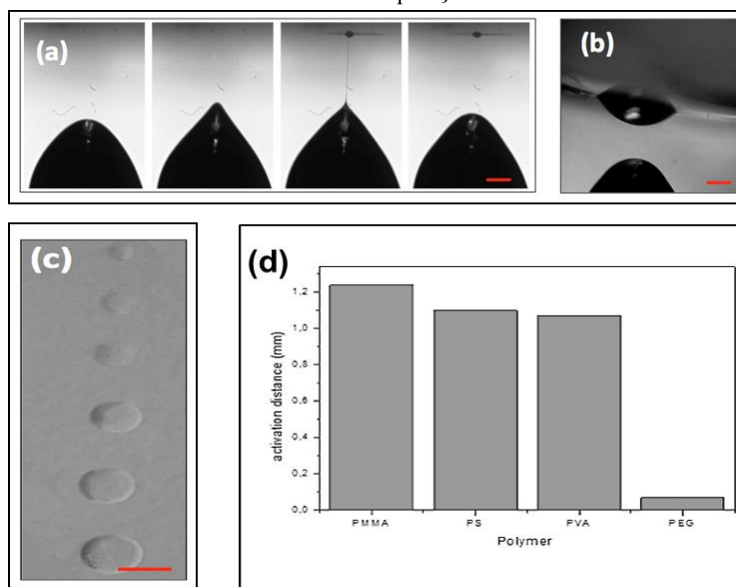 (a)
(b)
(c)
(d)
activation distance (mm)
1,2
1,0
0,8
0,6
0,4
0,2
0,0
PMMA PS PVA PEG
Polymer